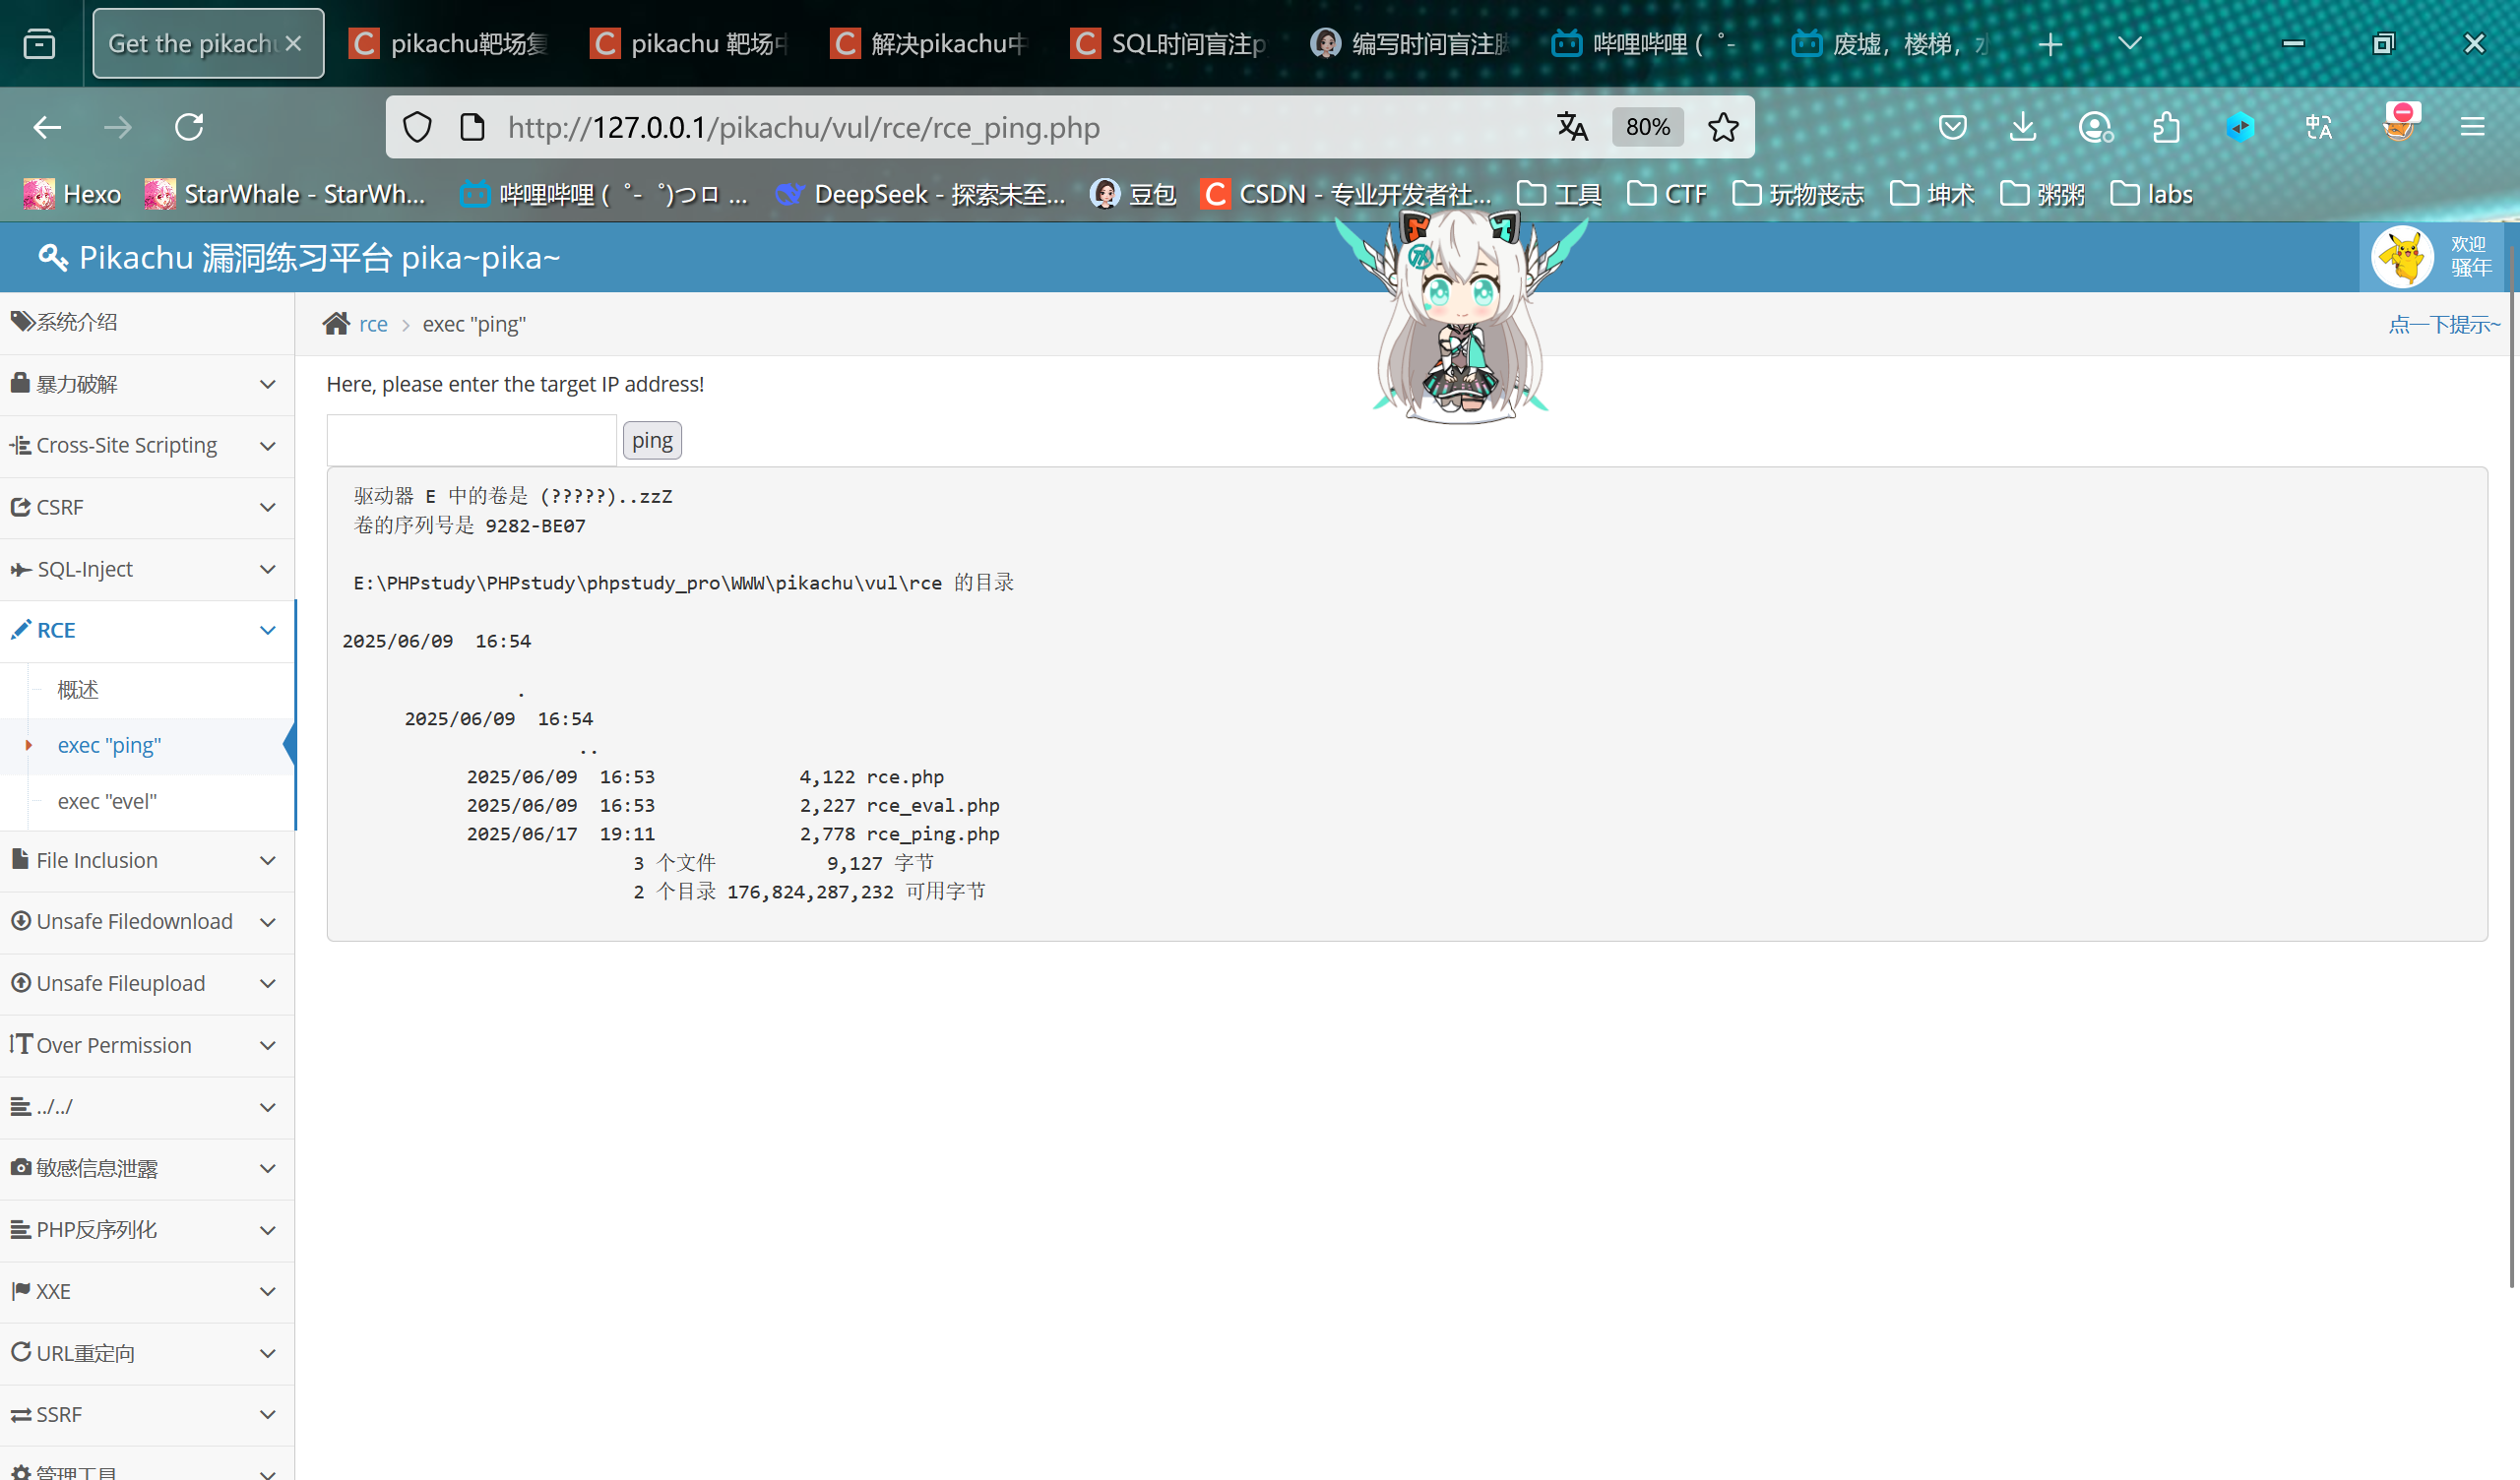 Get the pikach
pikachu靶场复
pikachu 靶场中
解决pikachu中
SQL时间盲注p
编写时间盲注脚
哔哩哔哩 ( ゜-
废墟，楼梯，水
http://127.0.0.1/pikachu/vul/rce/rce_ping.php
80%
Hexo
StarWhale - StarWh...
哔哩哔哩 ( ゜- ゜)つロ ...
DeepSeek - 探索未至...
豆包
CSDN - 专业开发者社...
工具
CTF
玩物丧志
坤术
粥粥
labs
Pikachu 漏洞练习平台 pika~pika~
欢迎
骚年
系统介绍
暴力破解
Cross-Site Scripting
CSRF
SQL-Inject
RCE
概述
exec "ping"
exec "evel"
File Inclusion
Unsafe Filedownload
Unsafe Fileupload
Over Permission
../../
敏感信息泄露
PHP反序列化
XXE
URL重定向
SSRF
管理工具
rce > exec "ping"
点一下提示~
Here, please enter the target IP address!
ping
驱动器 E 中的卷是 (?????)..zzZ
卷的序列号是 9282-BE07
E:\PHPstudy\PHPstudy\phpstudy_pro\WWW\pikachu\vul\rce 的目录
2025/06/09  16:54
.
2025/06/09  16:54
..
2025/06/09  16:53             4,122 rce.php
2025/06/09  16:53             2,227 rce_eval.php
2025/06/17  19:11             2,778 rce_ping.php
3 个文件          9,127 字节
2 个目录 176,824,287,232 可用字节